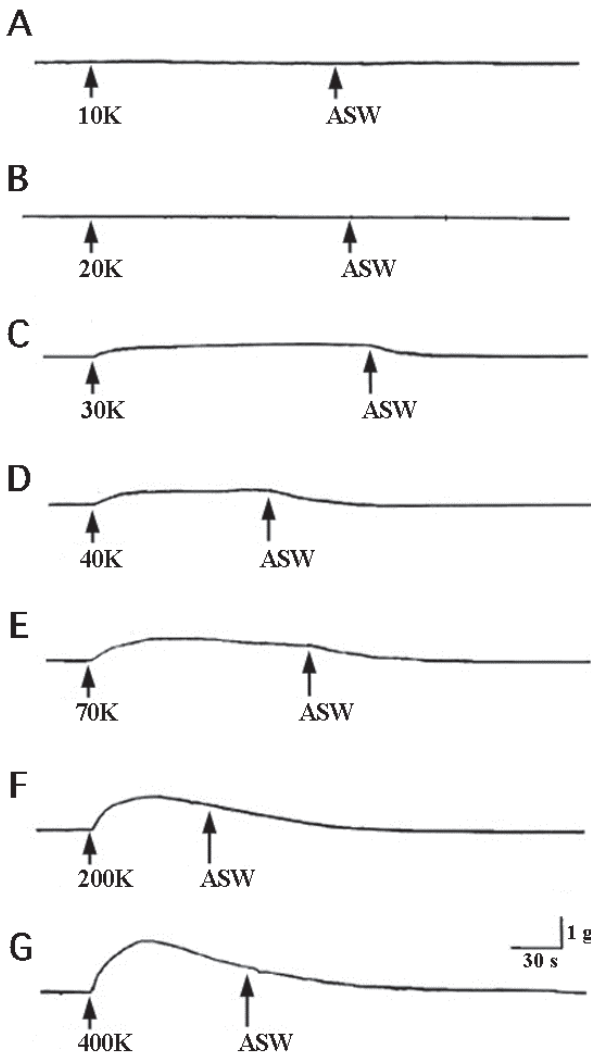 A
10K ASW
B
20K ASW
C
30K ASW
D
40K ASW
E
70K ASW
F
200K ASW
G
1 g
30 s
400K ASW